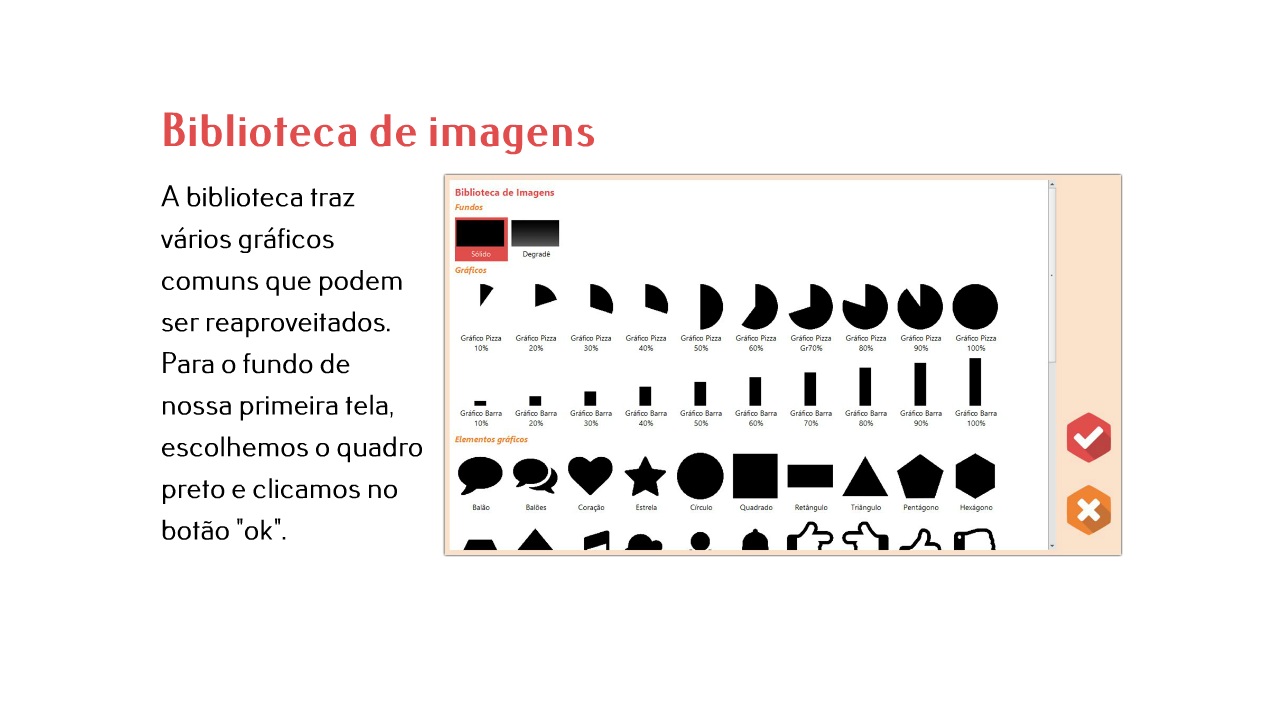 Biblioteca de imagens
A biblioteca traz
vários gráficos
comuns que podem
ser reaproveitados.
Para o fundo de
nossa primeira tela,
escolhemos o quadro
preto e clicamos no
botão "ok".
Biblioteca de Imagens
Fundos
Sólido Degradê
Gráficos
Gráfico Pizza Gráfico Pizza Gráfico Pizza Gráfico Pizza Gráfico Pizza Gráfico Pizza Gráfico Pizza Gráfico Pizza Gráfico Pizza Gráfico Pizza
10% 20% 30% 40% 50% 60% Gr70% 80% 90% 100%
Gráfico Barra Gráfico Barra Gráfico Barra Gráfico Barra Gráfico Barra Gráfico Barra Gráfico Barra Gráfico Barra Gráfico Barra Gráfico Barra
10% 20% 30% 40% 50% 60% 70% 80% 90% 100%
Elementos gráficos
Balão Balões Coração Estrela Círculo Quadrado Retângulo Triângulo Pentágono Hexágono